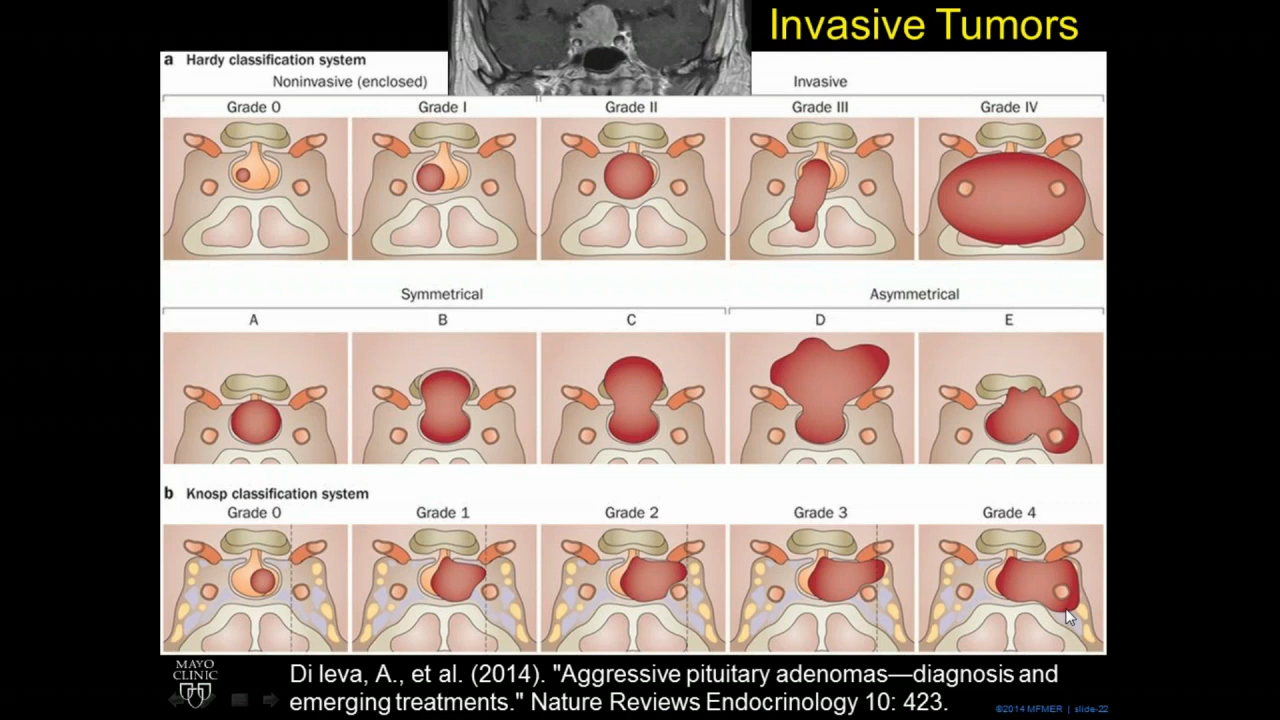 Invasive Tumors
a Hardy classification system
Noninvasive (enclosed) Invasive
Grade 0 Grade I Grade II Grade III Grade IV
Symmetrical Asymmetrical
A B C D E
b Knosp classification system
Grade 0 Grade 1 Grade 2 Grade 3 Grade 4
MAYO
CLINIC
Di Ieva, A., et al. (2014). "Aggressive pituitary adenomas—diagnosis and
emerging treatments." Nature Reviews Endocrinology 10: 423.
©2014 MFMER | slide-22